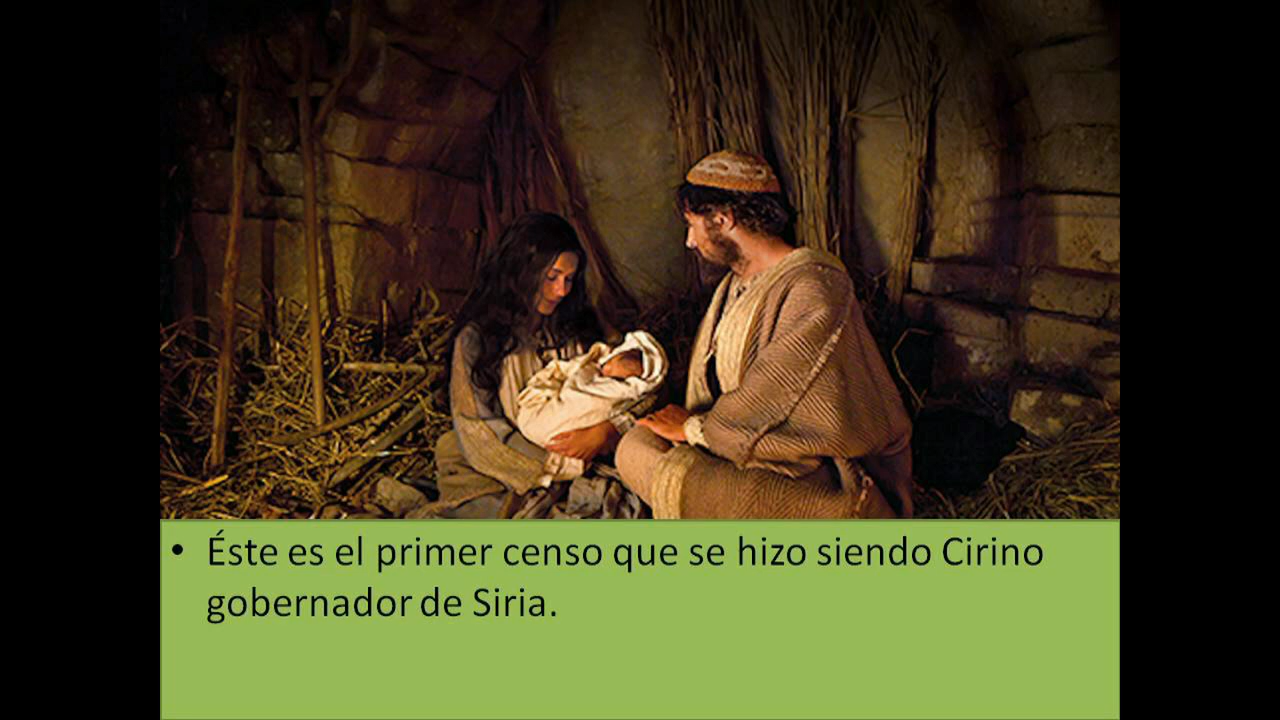 • Éste es el primer censo que se hizo siendo Cirino
gobernador de Siria.